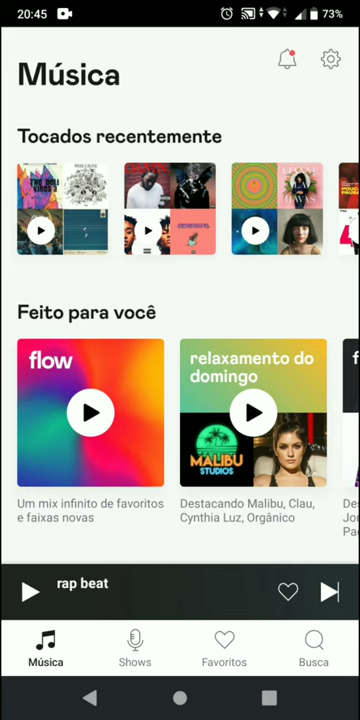 20:45
73%
Música
Tocados recentemente
Feito para você
flow
relaxamento do
domingo
MALIBU
STUDIOS
Um mix infinito de favoritos
e faixas novas
Destacando Malibu, Clau,
Cynthia Luz, Orgânico
rap beat
Música
Shows
Favoritos
Busca